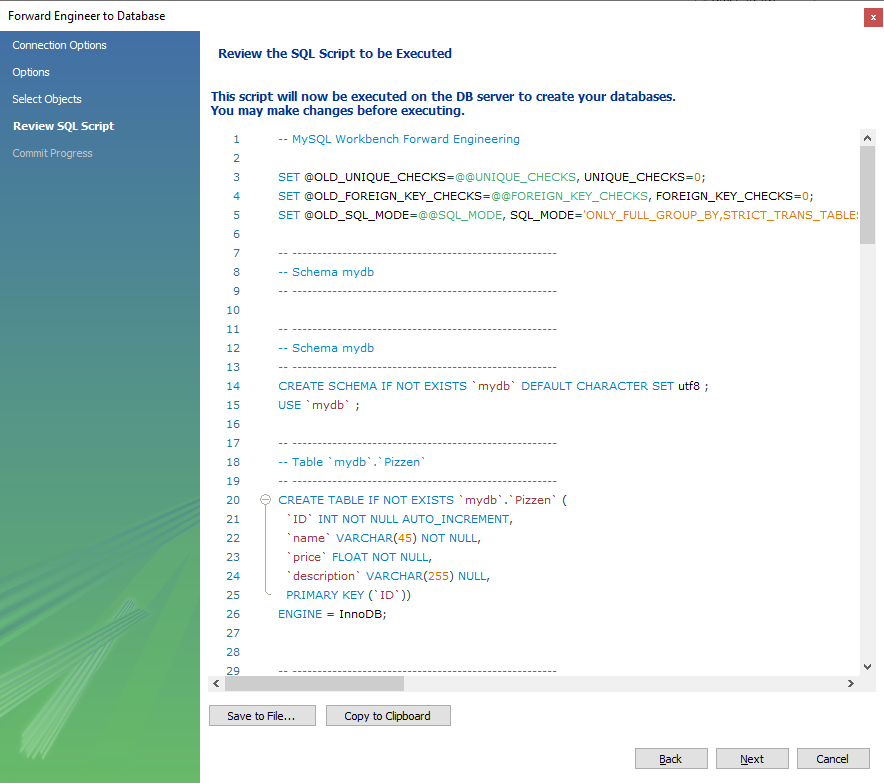 Forward Engineer to Database
x
Connection Options
Options
Select Objects
Review SQL Script
Commit Progress
Review the SQL Script to be Executed
This script will now be executed on the DB server to create your databases.
You may make changes before executing.
1 -- MySQL Workbench Forward Engineering
2
3 SET @OLD_UNIQUE_CHECKS=@@UNIQUE_CHECKS, UNIQUE_CHECKS=0;
4 SET @OLD_FOREIGN_KEY_CHECKS=@@FOREIGN_KEY_CHECKS, FOREIGN_KEY_CHECKS=0;
5 SET @OLD_SQL_MODE=@@SQL_MODE, SQL_MODE='ONLY_FULL_GROUP_BY,STRICT_TRANS_TABLES
6
7 -- -----------------------------------------------------
8 -- Schema mydb
9 -- -----------------------------------------------------
10
11 -- -----------------------------------------------------
12 -- Schema mydb
13 -- -----------------------------------------------------
14 CREATE SCHEMA IF NOT EXISTS `mydb` DEFAULT CHARACTER SET utf8 ;
15 USE `mydb` ;
16
17 -- -----------------------------------------------------
18 -- Table `mydb`.`Pizzen`
19 -- -----------------------------------------------------
20 CREATE TABLE IF NOT EXISTS `mydb`.`Pizzen` (
21 `ID` INT NOT NULL AUTO_INCREMENT,
22 `name` VARCHAR(45) NOT NULL,
23 `price` FLOAT NOT NULL,
24 `description` VARCHAR(255) NULL,
25 PRIMARY KEY (`ID`))
26 ENGINE = InnoDB;
27
28
29 -- -----------------------------------------------------
Save to File...
Copy to Clipboard
Back
Next
Cancel